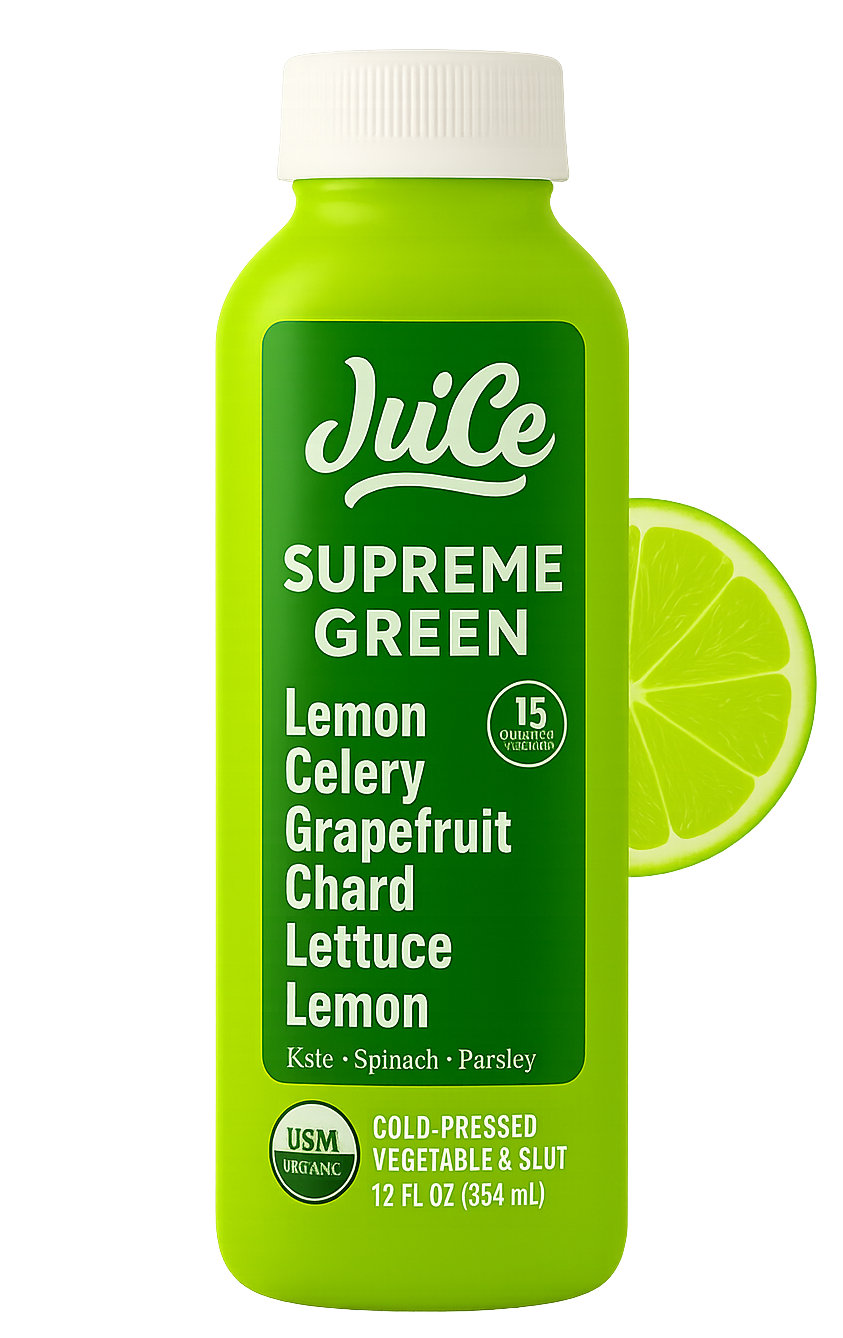 JuiCe
SUPREME
GREEN
Lemon
15
Celery
Grapefruit
Chard
Lettuce
Lemon
Kste • Spinach • Parsley
USM
URGANC
COLD-PRESSED
VEGETABLE & SLUT
12 FL OZ (354 mL)